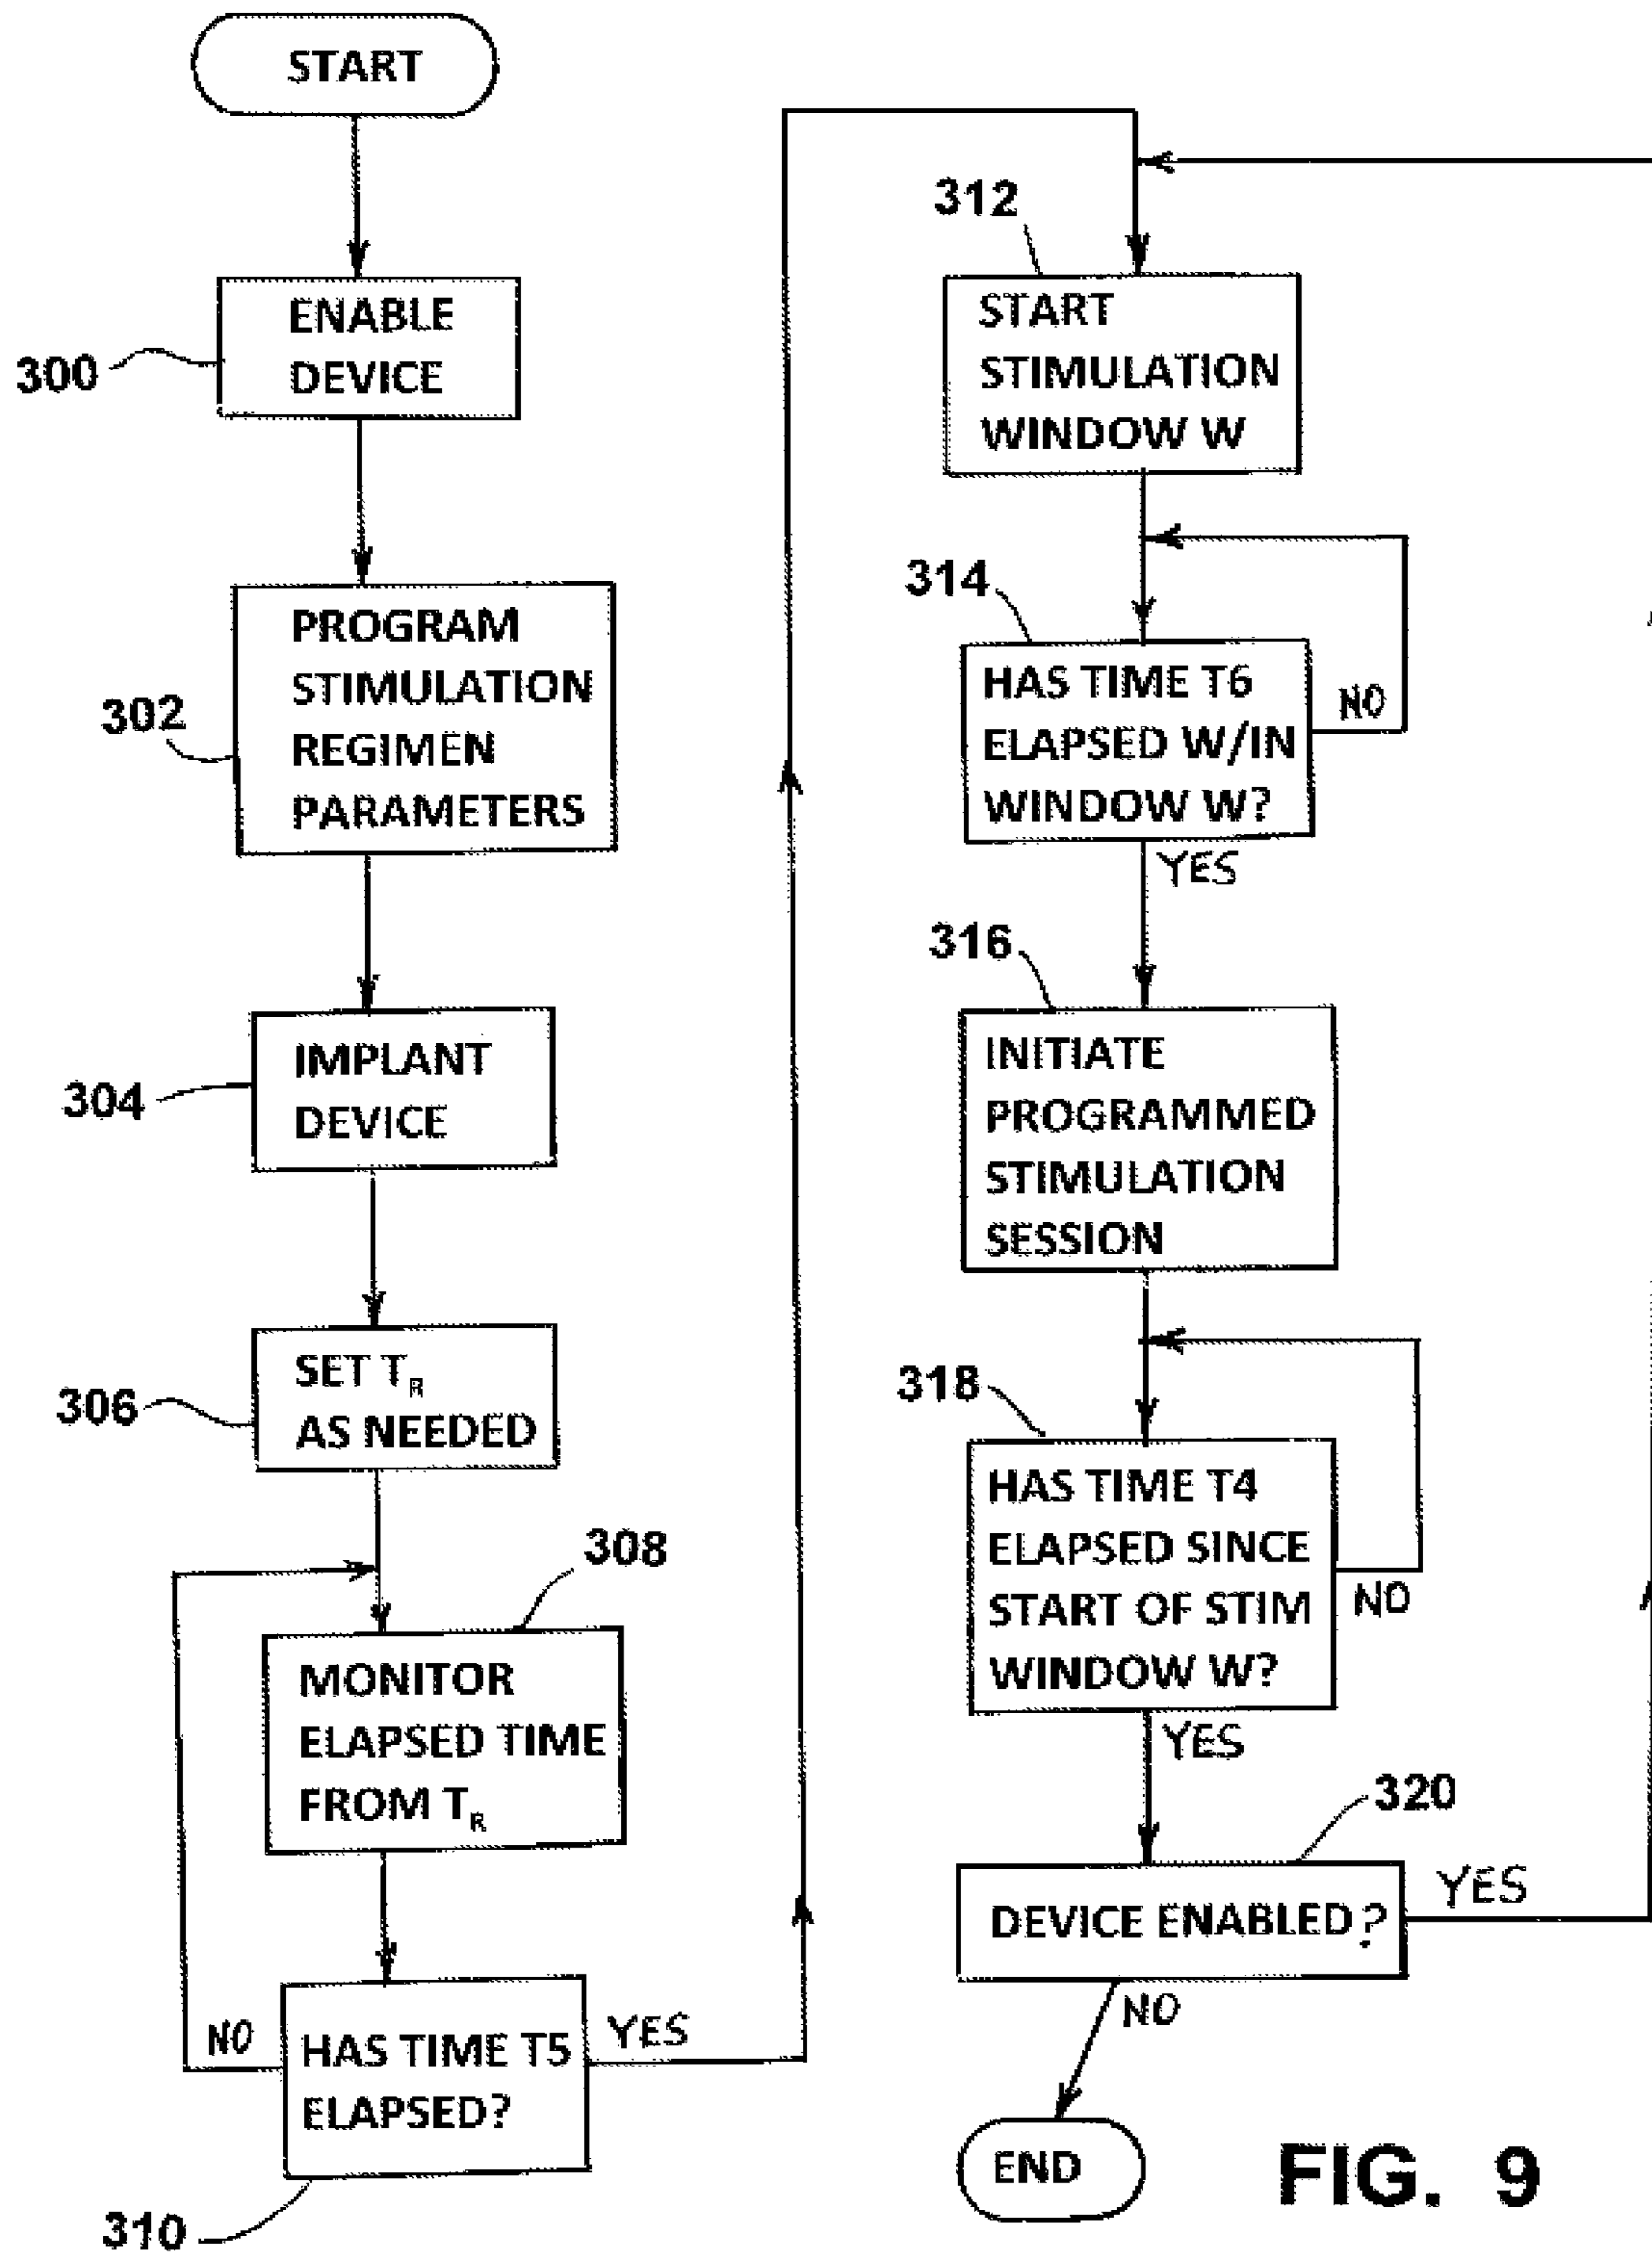 START
300
ENABLE
DEVICE
302
PROGRAM
STIMULATION
REGIMEN
PARAMETERS
304
IMPLANT
DEVICE
306
SET TR
AS NEEDED
308
MONITOR
ELAPSED TIME
FROM TR
310
HAS TIME T5
ELAPSED?
NO
YES
312
START
STIMULATION
WINDOW W
314
HAS TIME T6
ELAPSED W/IN
WINDOW W?
NO
YES
316
INITIATE
PROGRAMMED
STIMULATION
SESSION
318
HAS TIME T4
ELAPSED SINCE
START OF STIM
WINDOW W?
NO
YES
320
DEVICE ENABLED?
YES
NO
END
FIG. 9